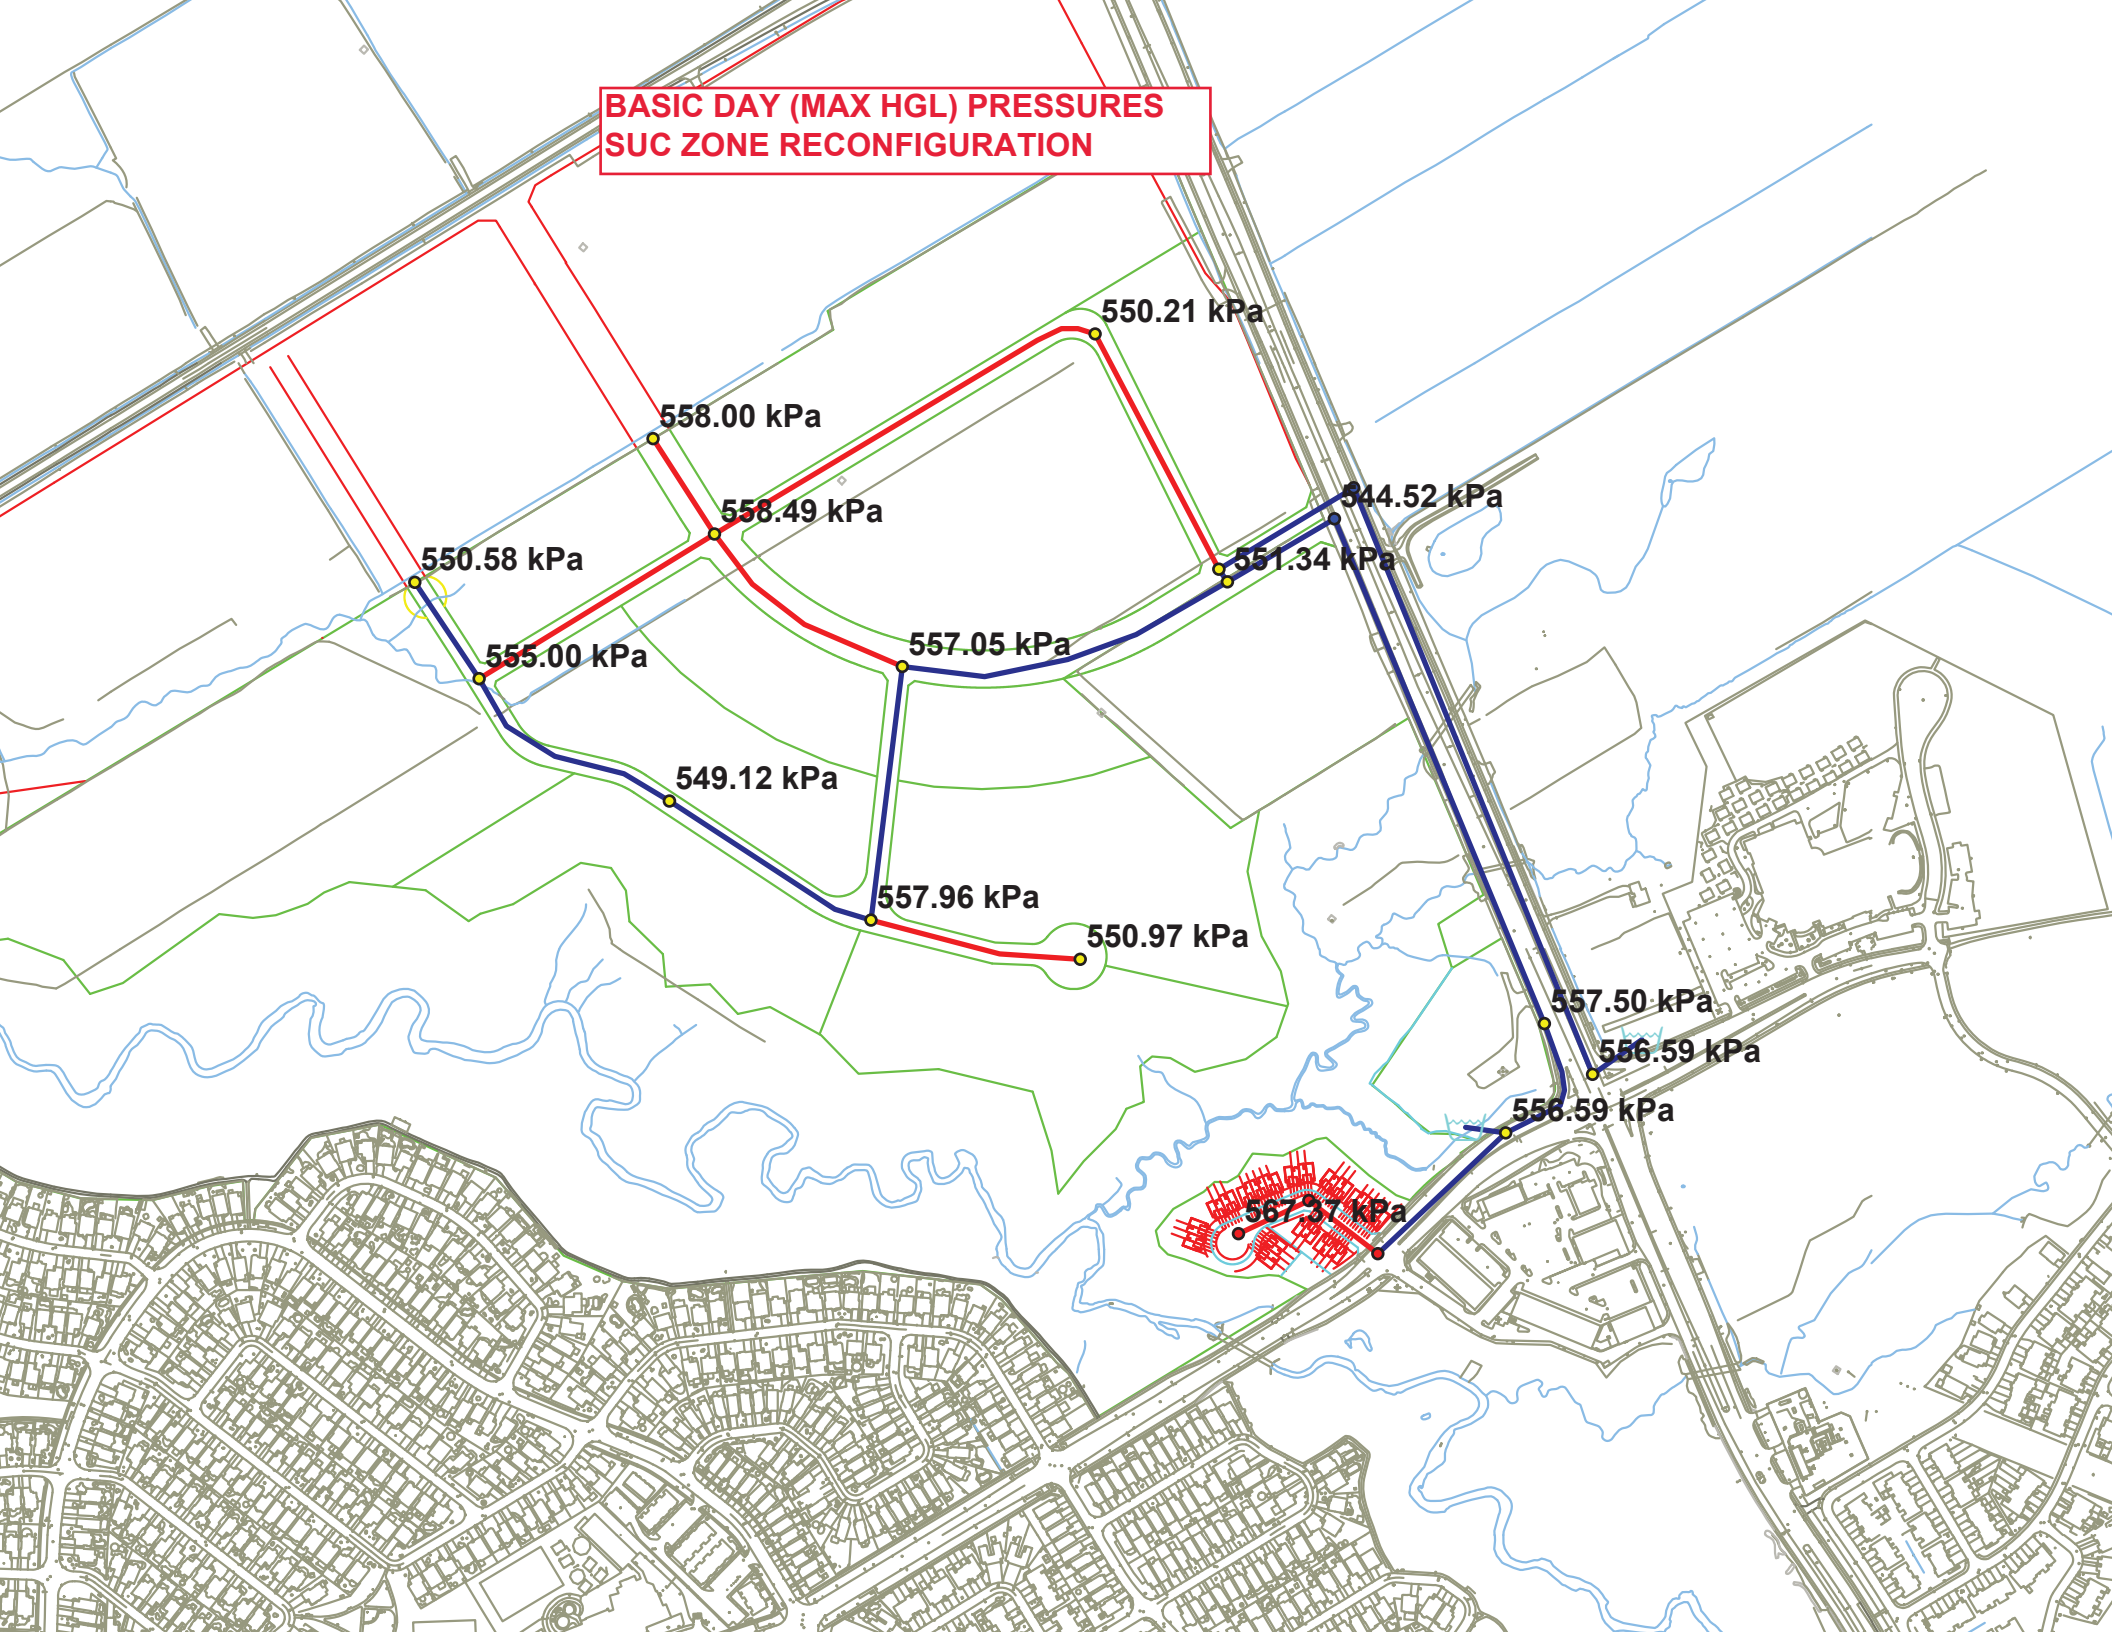 BASIC DAY (MAX HGL) PRESSURES
SUC ZONE RECONFIGURATION
550.21 kPa
558.00 kPa
544.52 kPa
558.49 kPa
550.58 kPa
551.34 kPa
557.05 kPa
555.00 kPa
549.12 kPa
557.96 kPa
550.97 kPa
557.50 kPa
556.59 kPa
556.59 kPa
567.37 kPa